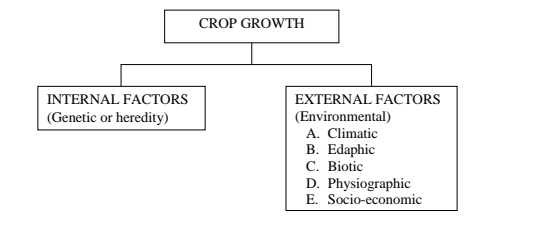 CROP GROWTH
INTERNAL FACTORS
(Genetic or heredity)
EXTERNAL FACTORS
(Environmental)
A. Climatic
B. Edaphic
C. Biotic
D. Physiographic
E. Socio-economic